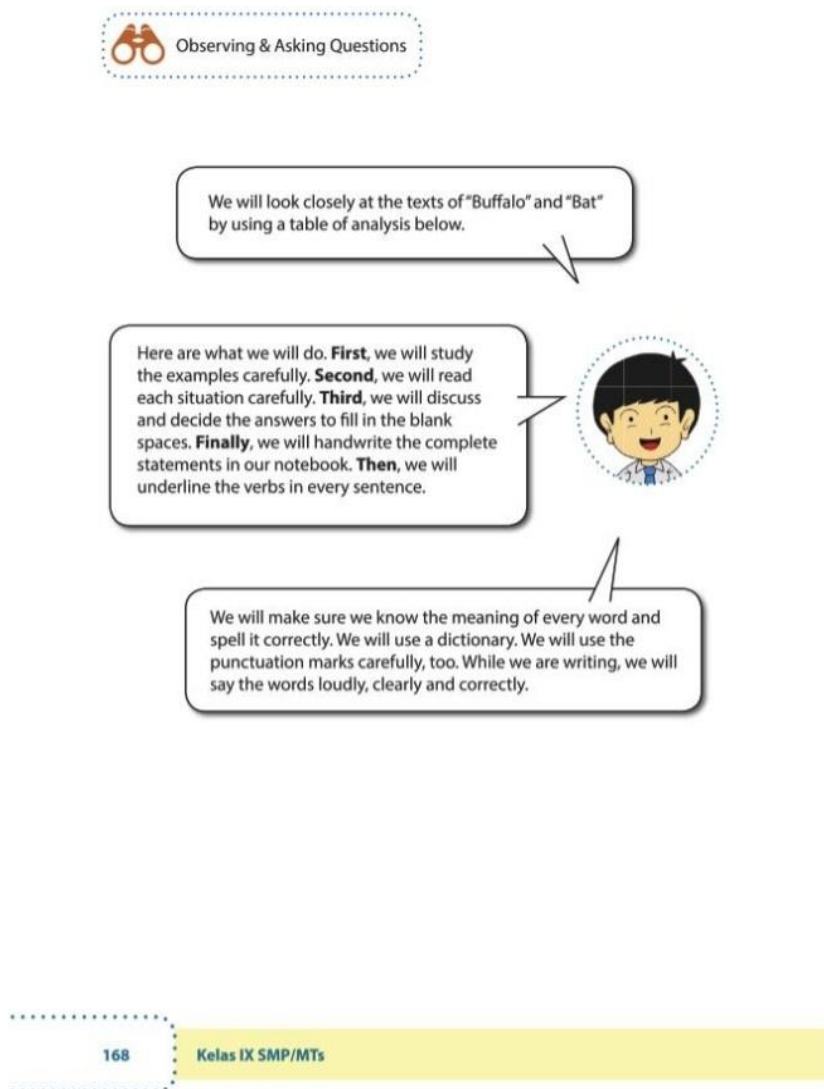 Observing & Asking Questions
We will look closely at the texts of "Buffalo" and "Bat"
by using a table of analysis below.
Here are what we will do. First, we will study
the examples carefully. Second, we will read
each situation carefully. Third, we will discuss
and decide the answers to fill in the blank
spaces. Finally, we will handwrite the complete
statements in our notebook. Then, we will
underline the verbs in every sentence.
We will make sure we know the meaning of every word and
spell it correctly. We will use a dictionary. We will use the
punctuation marks carefully, too. While we are writing, we will
say the words loudly, clearly and correctly.
168
Kelas IX SMP/MTs